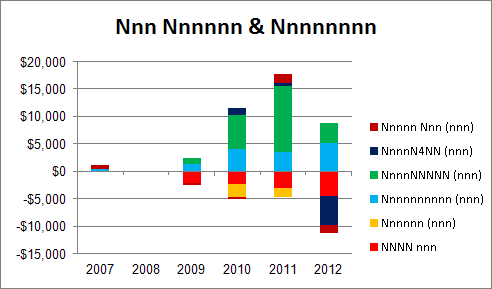 Nnn Nnnnnn & Nnnnnnnn
$20,000
$15,000
$10,000
$5,000
$0
-$5,000
-$10,000
-$15,000
2007 2008 2009 2010 2011 2012
Nnnnn Nnn (nnn)
NnnnN4NN (nnn)
NnnnNNNNN (nnn)
Nnnnnnnnnn (nnn)
Nnnnnn (nnn)
NNNN nnn